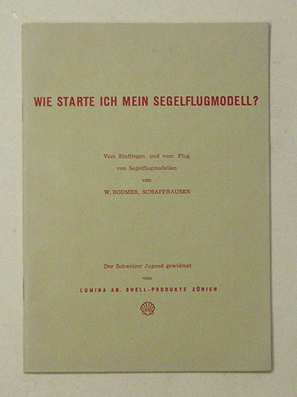 WIE STARTE ICH MEIN SEGELFLUGMODELL?
Vom Einfliegen und vom Flug
von Segelflugmodellen
von
W. BODMER, SCHAFFHAUSEN
Der Schweizer Jugend gewidmet
von
LUMINA AG. SHELL-PRODUKTE ZÜRICH